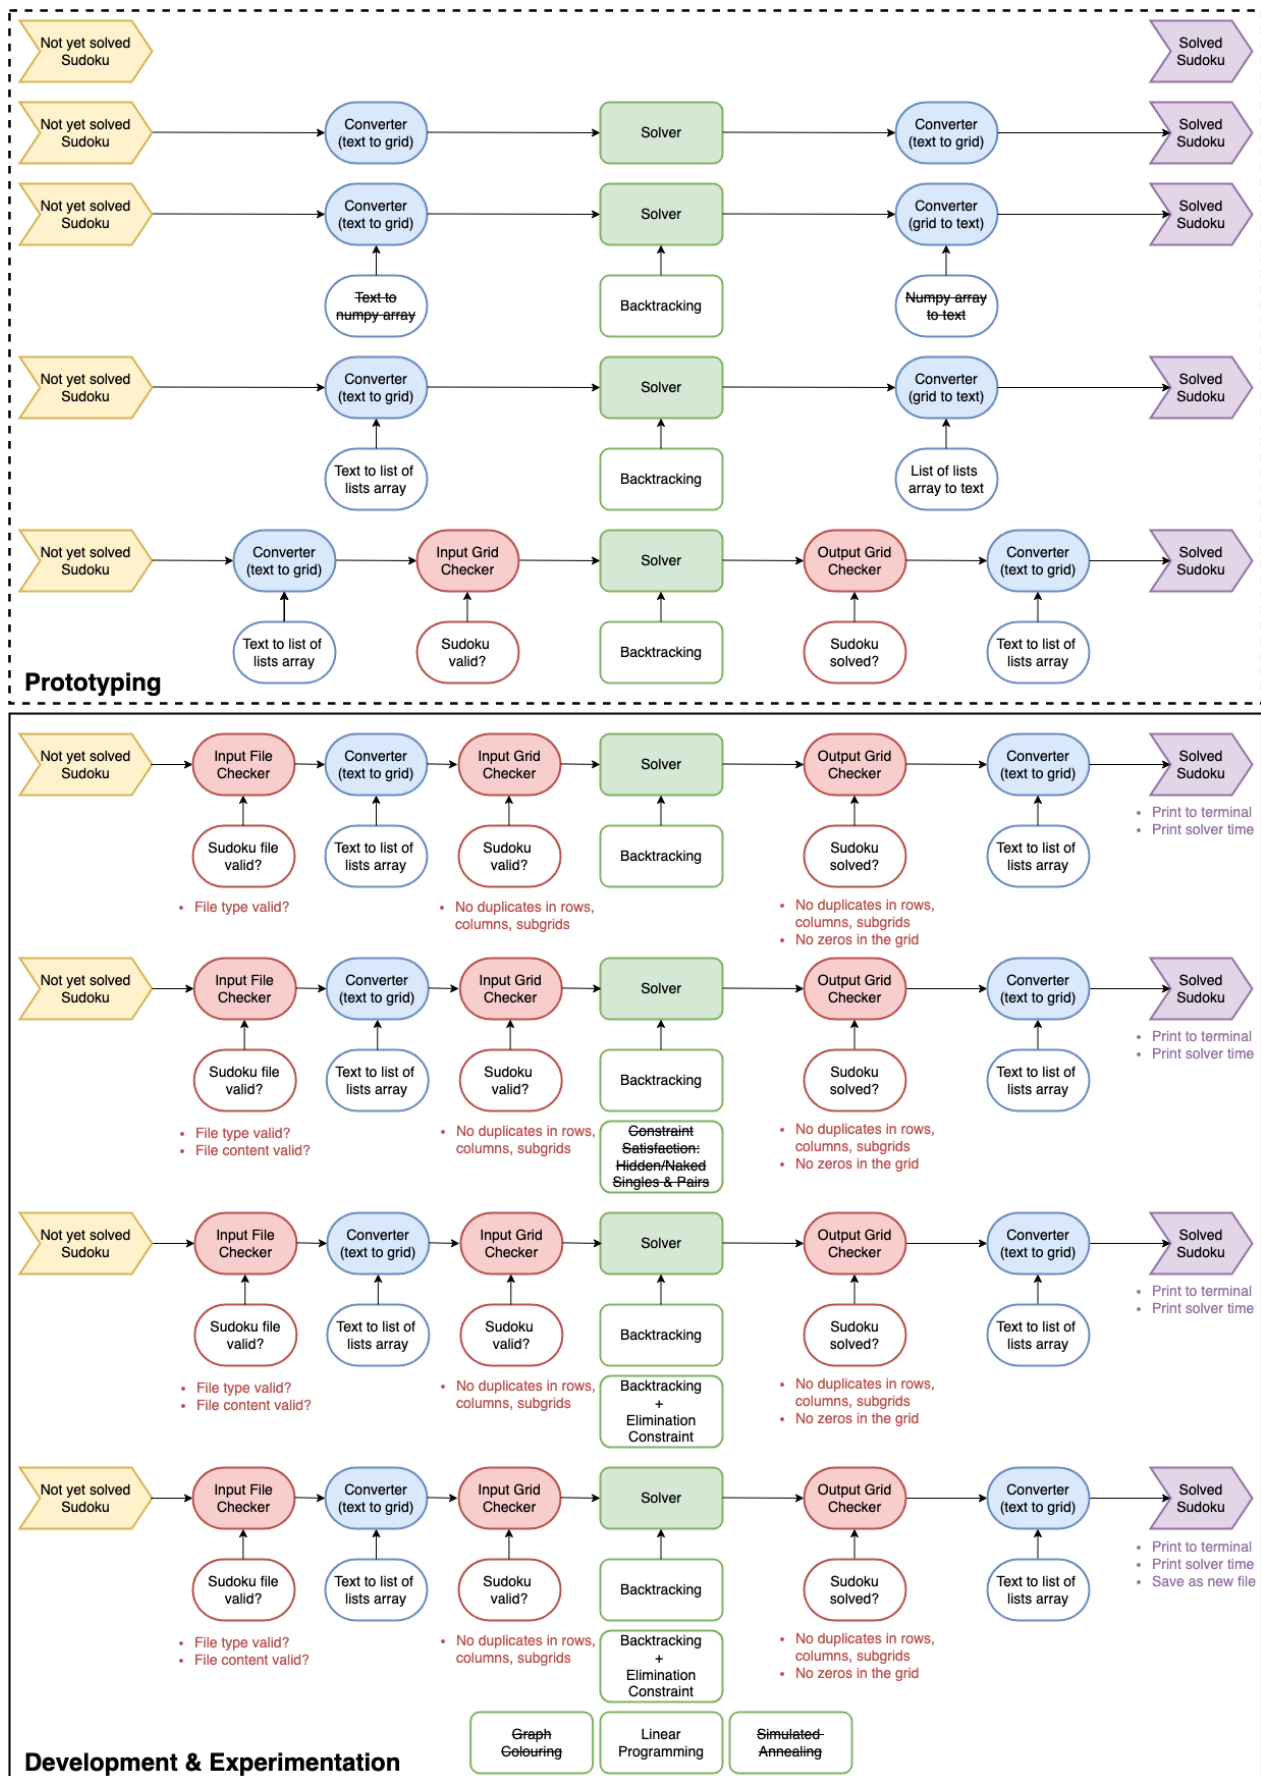 Not yet solved
Sudoku
Solved
Sudoku
Not yet solved
Sudoku
Converter
(text to grid)
Solver
Converter
(text to grid)
Solved
Sudoku
Not yet solved
Sudoku
Converter
(text to grid)
Solver
Converter
(grid to text)
Solved
Sudoku
Text to
numpy array
Backtracking
Numpy array
to text
Not yet solved
Sudoku
Converter
(text to grid)
Solver
Converter
(grid to text)
Solved
Sudoku
Text to list of
lists array
Backtracking
List of lists
array to text
Not yet solved
Sudoku
Converter
(text to grid)
Input Grid
Checker
Solver
Output Grid
Checker
Converter
(text to grid)
Solved
Sudoku
Text to list of
lists array
Sudoku
valid?
Backtracking
Sudoku
solved?
Text to list of
lists array
Prototyping
Not yet solved
Sudoku
Input File
Checker
Converter
(text to grid)
Input Grid
Checker
Solver
Output Grid
Checker
Converter
(text to grid)
Solved
Sudoku
• Print to terminal
• Print solver time
Sudoku file
valid?
Text to list of
lists array
Sudoku
valid?
Backtracking
Sudoku
solved?
Text to list of
lists array
• File type valid?
• No duplicates in rows,
columns, subgrids
• No duplicates in rows,
columns, subgrids
• No zeros in the grid
Not yet solved
Sudoku
Input File
Checker
Converter
(text to grid)
Input Grid
Checker
Solver
Output Grid
Checker
Converter
(text to grid)
Solved
Sudoku
• Print to terminal
• Print solver time
Sudoku file
valid?
Text to list of
lists array
Sudoku
valid?
Backtracking
Sudoku
solved?
Text to list of
lists array
• File type valid?
• File content valid?
• No duplicates in rows,
columns, subgrids
Constraint
Satisfaction:
Hidden/Naked
Singles & Pairs
• No duplicates in rows,
columns, subgrids
• No zeros in the grid
Not yet solved
Sudoku
Input File
Checker
Converter
(text to grid)
Input Grid
Checker
Solver
Output Grid
Checker
Converter
(text to grid)
Solved
Sudoku
• Print to terminal
• Print solver time
Sudoku file
valid?
Text to list of
lists array
Sudoku
valid?
Backtracking
Sudoku
solved?
Text to list of
lists array
• File type valid?
• File content valid?
• No duplicates in rows,
columns, subgrids
Backtracking
+
Elimination
Constraint
• No duplicates in rows,
columns, subgrids
• No zeros in the grid
Not yet solved
Sudoku
Input File
Checker
Converter
(text to grid)
Input Grid
Checker
Solver
Output Grid
Checker
Converter
(text to grid)
Solved
Sudoku
• Print to terminal
• Print solver time
• Save as new file
Sudoku file
valid?
Text to list of
lists array
Sudoku
valid?
Backtracking
Sudoku
solved?
Text to list of
lists array
• File type valid?
• File content valid?
• No duplicates in rows,
columns, subgrids
Backtracking
+
Elimination
Constraint
• No duplicates in rows,
columns, subgrids
• No zeros in the grid
Graph
Colouring
Linear
Programming
Simulated
Annealing
Development & Experimentation